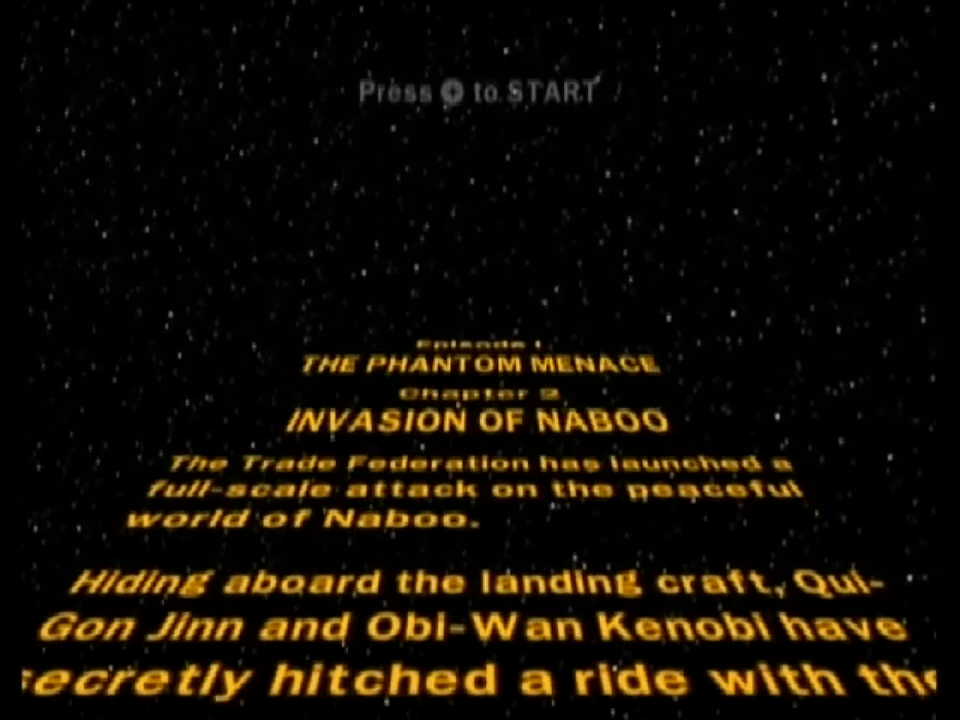 Press + to START
Episode I
THE PHANTOM MENACE
Chapter 2
INVASION OF NABOO
The Trade Federation has launched a
full-scale attack on the peaceful
world of Naboo.
Hiding aboard the landing craft, Qui-
Gon Jinn and Obi-Wan Kenobi have
secretly hitched a ride with the